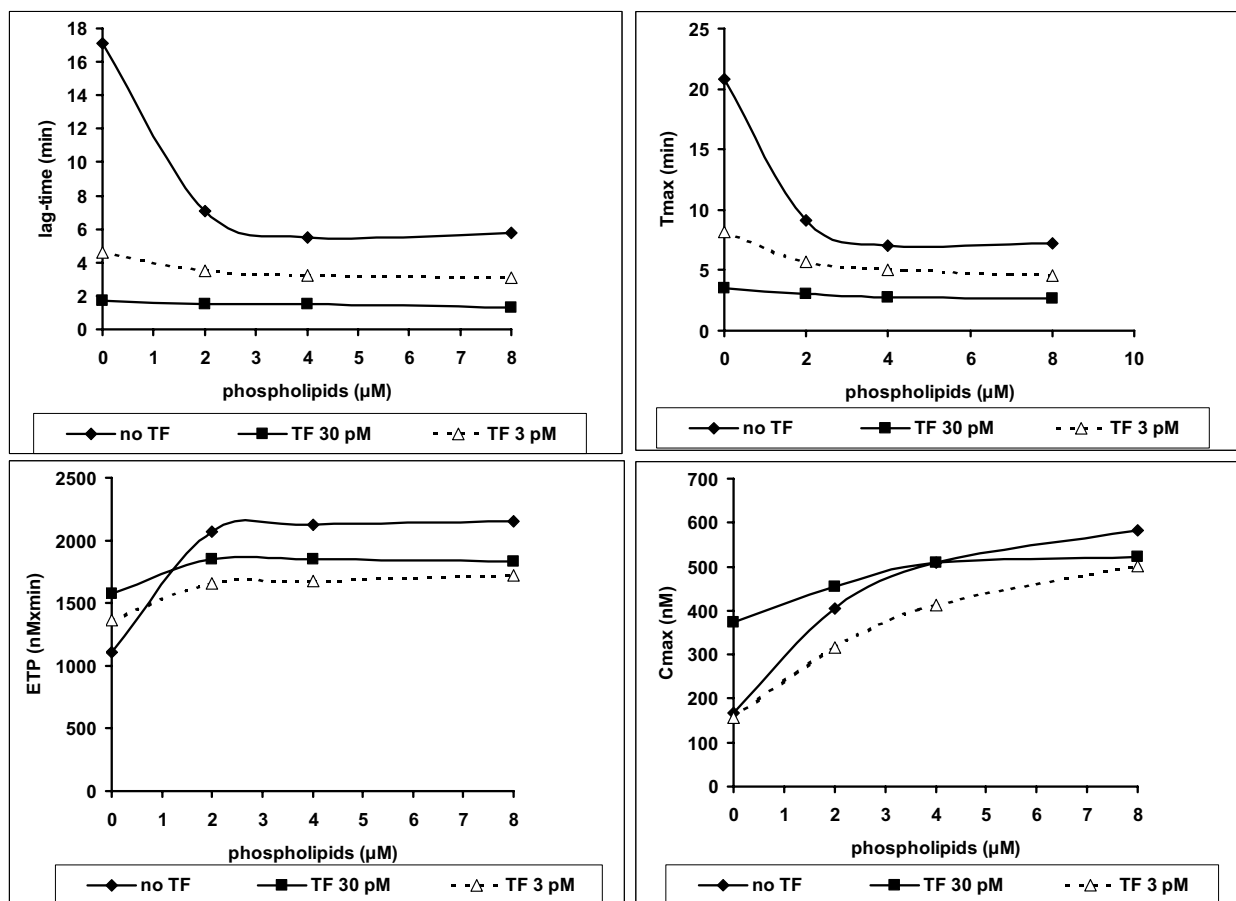 18
16
14
12
10
8
6
4
2
0
lag-time (min)
0 1 2 3 4 5 6 7 8
phospholipids (µM)
no TF TF 30 pM TF 3 pM
25
20
15
10
5
0
Tmax (min)
0 2 4 6 8 10
phospholipids (µM)
no TF TF 30 pM TF 3 pM
2500
2000
1500
1000
500
0
ETP (nMxmin)
0 1 2 3 4 5 6 7 8
phospholipids (µM)
no TF TF 30 pM TF 3 pM
700
600
500
400
300
200
100
0
Cmax (nM)
0 1 2 3 4 5 6 7 8
phospholipids (µM)
no TF TF 30 pM TF 3 pM